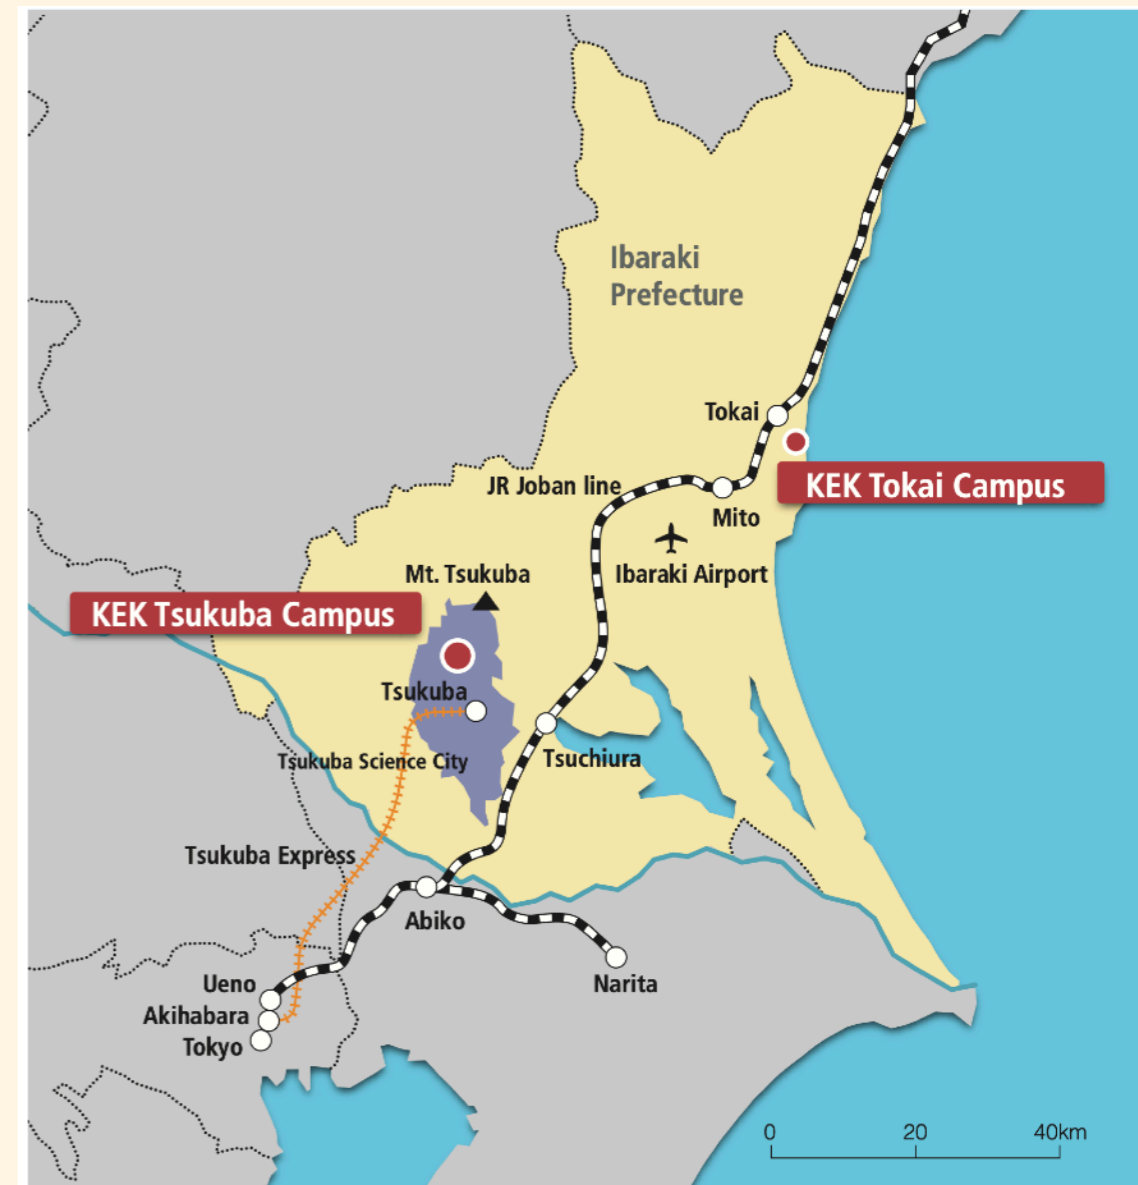 Ibaraki
Prefecture
Tokai
KEK Tokai Campus
JR Joban line
Mito
Ibaraki Airport
Mt. Tsukuba
KEK Tsukuba Campus
Tsukuba
Tsukuba Science City
Tsuchiura
Tsukuba Express
Abiko
Narita
Ueno
Akihabara
Tokyo
0 20 40km